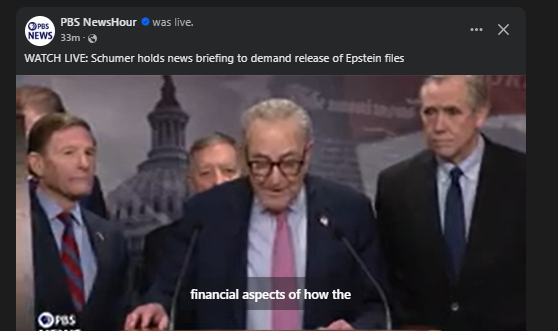 PBS
NEWS
PBS NewsHour was live.
33m ·
WATCH LIVE: Schumer holds news briefing to demand release of Epstein files
financial aspects of how the
PBS